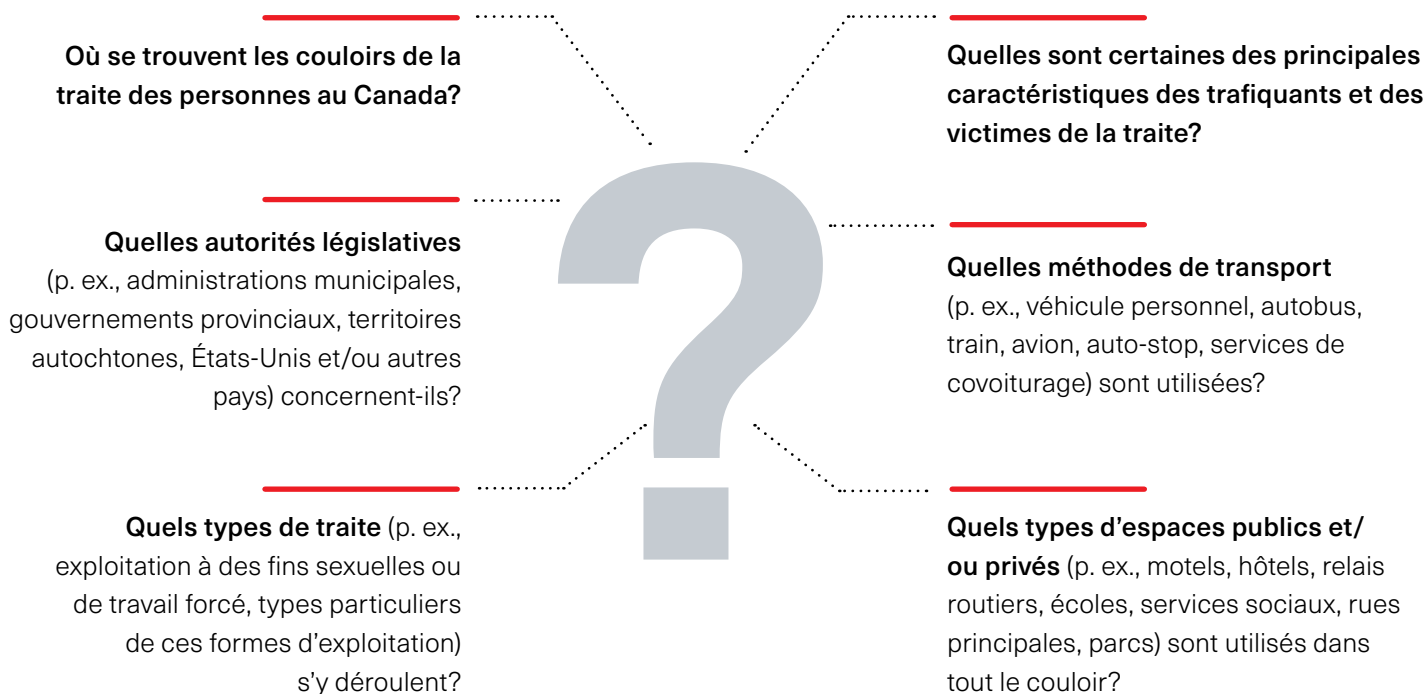 Où se trouvent les couloirs de la
traite des personnes au Canada?
Quelles autorités législatives
(p. ex., administrations municipales,
gouvernements provinciaux, territoires
autochtones, États-Unis et/ou autres
pays) concernent-ils?
Quels types de traite (p. ex.,
exploitation à des fins sexuelles ou
de travail forcé, types particuliers
de ces formes d’exploitation)
s’y déroulent?
?
Quelles sont certaines des principales
caractéristiques des trafiquants et des
victimes de la traite?
Quelles méthodes de transport
(p. ex., véhicule personnel, autobus,
train, avion, auto-stop, services de
covoiturage) sont utilisées?
Quels types d’espaces publics et/
ou privés (p. ex., motels, hôtels, relais
routiers, écoles, services sociaux, rues
principales, parcs) sont utilisés dans
tout le couloir?